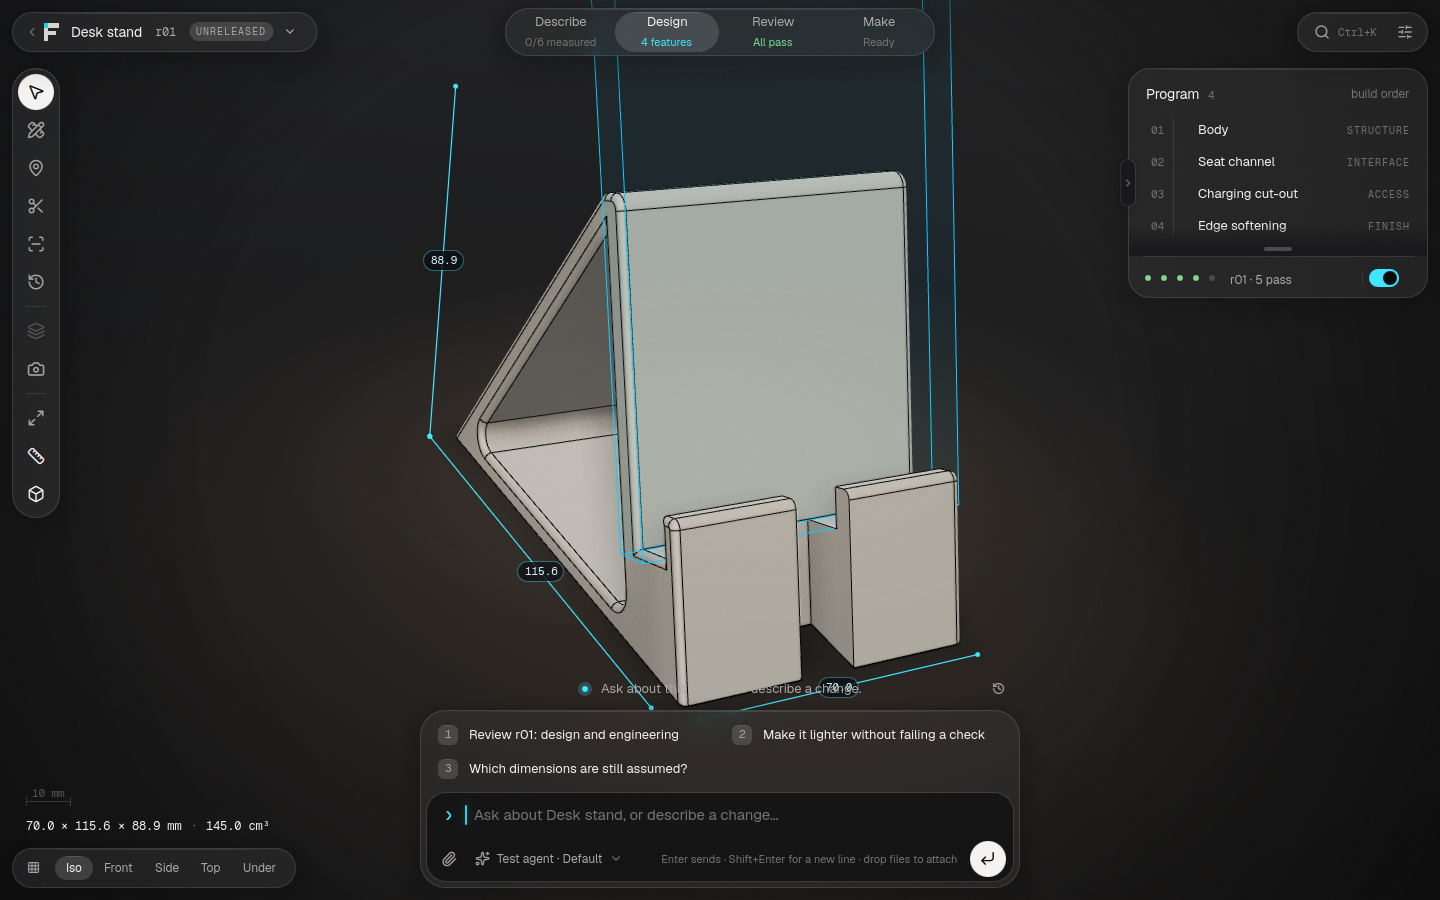 Desk stand r01 UNRELEASED
Describe
0/6 measured
Design
4 features
Review
All pass
Make
Ready
Ctrl+K
Program 4 build order
01 Body STRUCTURE
02 Seat channel INTERFACE
03 Charging cut-out ACCESS
04 Edge softening FINISH
r01 · 5 pass
88.9
115.6
70.0
Ask about describe a change.
1 Review r01: design and engineering
2 Make it lighter without failing a check
3 Which dimensions are still assumed?
Ask about Desk stand, or describe a change…
Test agent · Default
Enter sends · Shift+Enter for a new line · drop files to attach
10 mm
70.0 × 115.6 × 88.9 mm · 145.0 cm³
Iso Front Side Top Under